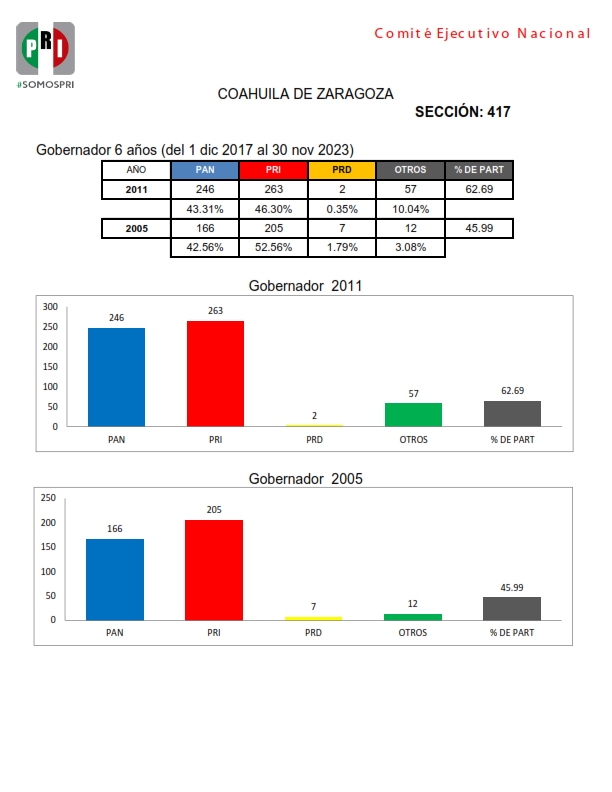 Comité Ejecutivo Nacional
PRI
#SOMOSPRI
COAHUILA DE ZARAGOZA
SECCIÓN: 417
Gobernador 6 años (del 1 dic 2017 al 30 nov 2023)
AÑO PAN PRI PRD OTROS % DE PART
2011 246 263 2 57 62.69
43.31% 46.30% 0.35% 10.04%
2005 166 205 7 12 45.99
42.56% 52.56% 1.79% 3.08%
Gobernador 2011
300
250
200
150
100
50
0
246
263
2
57
62.69
PAN PRI PRD OTROS % DE PART
Gobernador 2005
250
200
150
100
50
0
166
205
7
12
45.99
PAN PRI PRD OTROS % DE PART